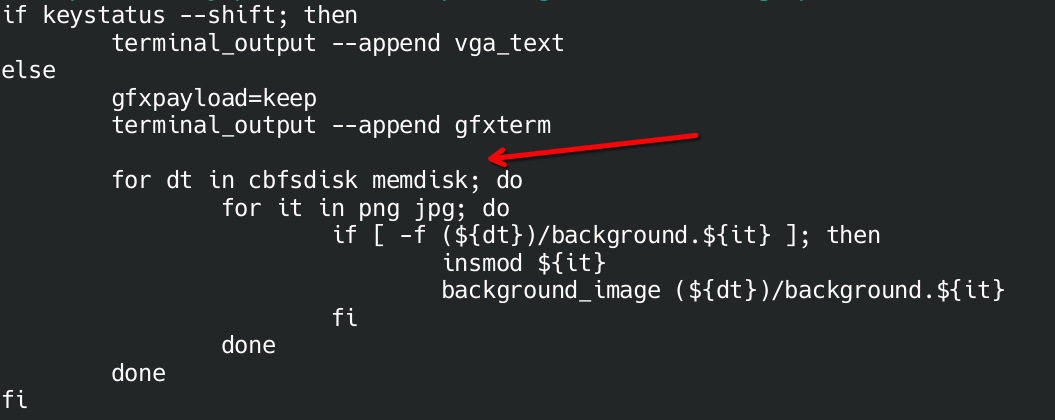 if keystatus --shift; then
        terminal_output --append vga_text
else
        gfxpayload=keep
        terminal_output --append gfxterm

        for dt in cbfsdisk memdisk; do
                for it in png jpg; do
                        if [ -f (${dt})/background.${it} ]; then
                                insmod ${it}
                                background_image (${dt})/background.${it}
                        fi
                done
        done
fi